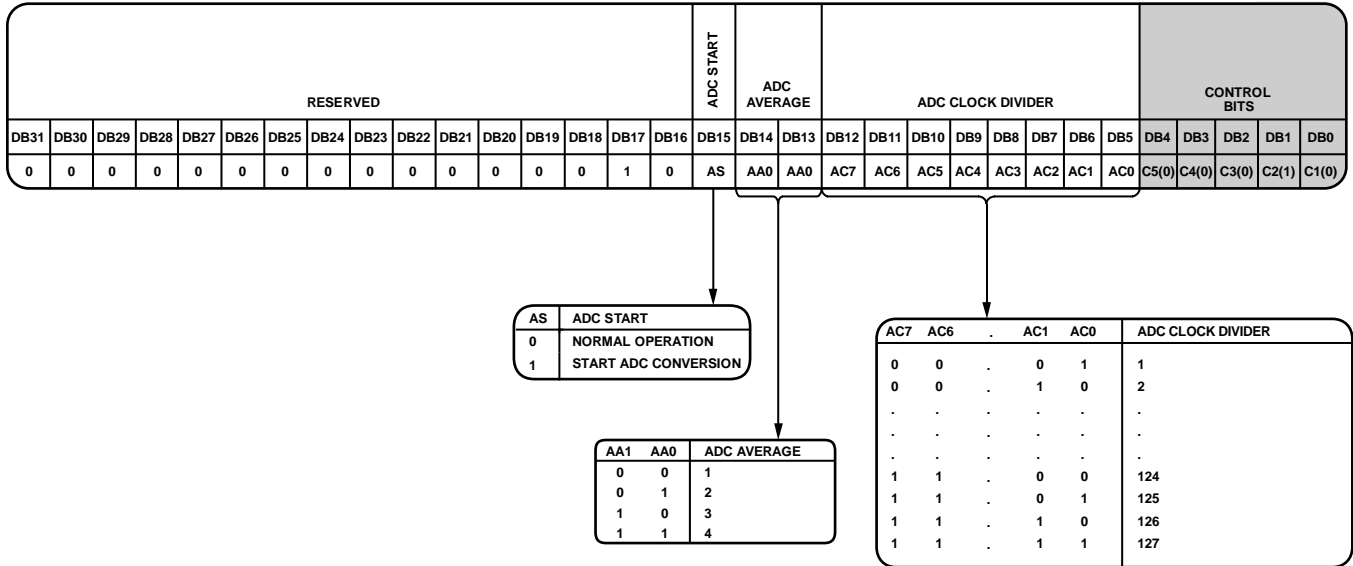 RESERVED ADC START ADC AVERAGE ADC CLOCK DIVIDER CONTROL BITS
DB31 DB30 DB29 DB28 DB27 DB26 DB25 DB24 DB23 DB22 DB21 DB20 DB19 DB18 DB17 DB16 DB15 DB14 DB13 DB12 DB11 DB10 DB9 DB8 DB7 DB6 DB5 DB4 DB3 DB2 DB1 DB0
0 0 0 0 0 0 0 0 0 0 0 0 0 0 1 0 AS AA0 AA0 AC7 AC6 AC5 AC4 AC3 AC2 AC1 AC0 C5(0) C4(0) C3(0) C2(1) C1(0)
AS ADC START
0 NORMAL OPERATION
1 START ADC CONVERSION
AA1 AA0 ADC AVERAGE
0 0 1
0 1 2
1 0 3
1 1 4
AC7 AC6 . AC1 AC0 ADC CLOCK DIVIDER
0 0 . 0 1 1
0 0 . 1 0 2
. . . . . .
. . . . . .
. . . . . .
1 1 . 0 0 124
1 1 . 0 1 125
1 1 . 1 0 126
1 1 . 1 1 127